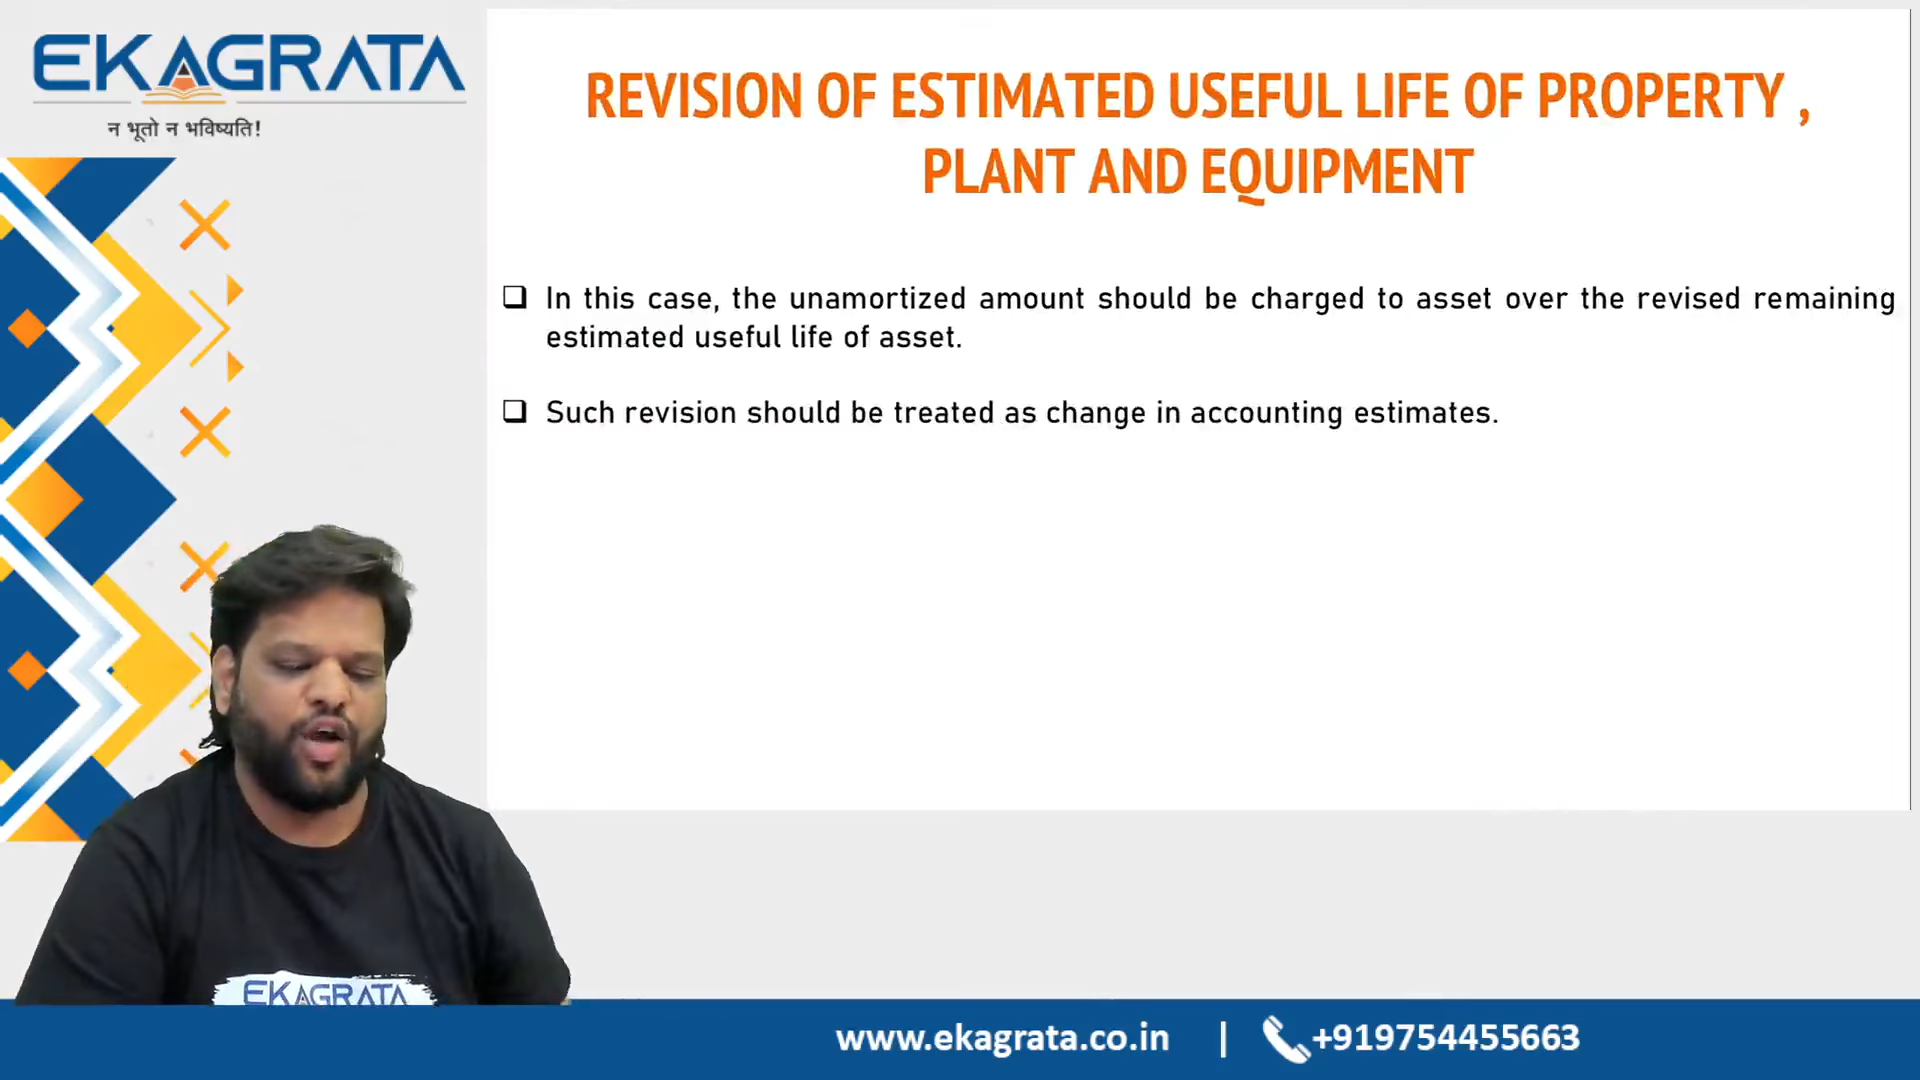 EKAGRATA
न भूतो न भविष्यति!
REVISION OF ESTIMATED USEFUL LIFE OF PROPERTY ,
PLANT AND EQUIPMENT
❑ In this case, the unamortized amount should be charged to asset over the revised remaining
estimated useful life of asset.
❑ Such revision should be treated as change in accounting estimates.
EKAGRATA
www.ekagrata.co.in | +919754455663